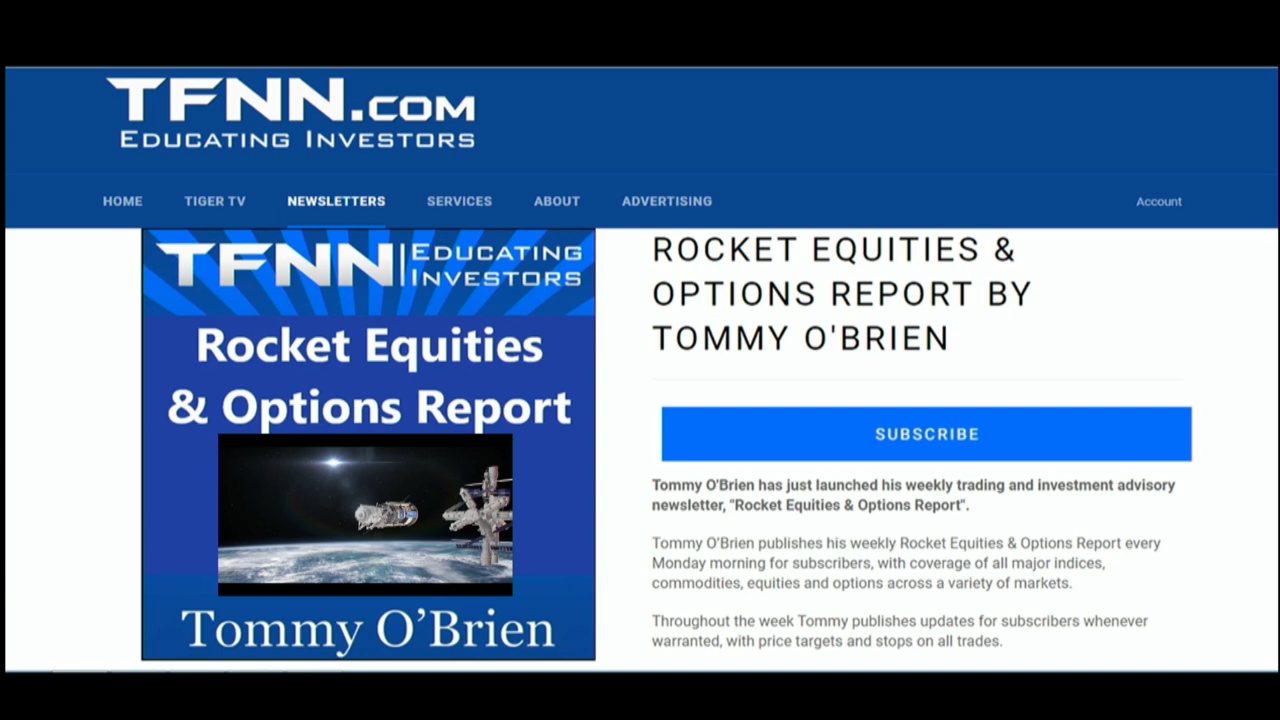 TFNN.COM
EDUCATING INVESTORS
HOME TIGER TV NEWSLETTERS SERVICES ABOUT ADVERTISING Account
TFNN EDUCATING
INVESTORS
Rocket Equities
& Options Report
Tommy O’Brien
ROCKET EQUITIES &
OPTIONS REPORT BY
TOMMY O'BRIEN
SUBSCRIBE
Tommy O'Brien has just launched his weekly trading and investment advisory
newsletter, "Rocket Equities & Options Report".
Tommy O’Brien publishes his weekly Rocket Equities & Options Report every
Monday morning for subscribers, with coverage of all major indices,
commodities, equities and options across a variety of markets.
Throughout the week Tommy publishes updates for subscribers whenever
warranted, with price targets and stops on all trades.